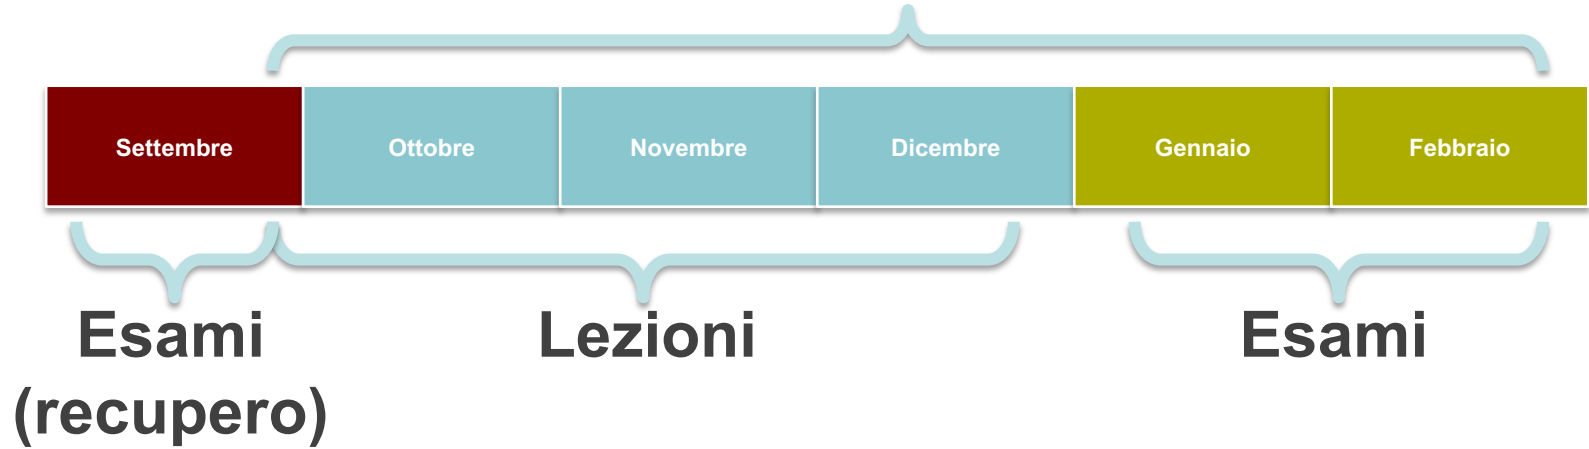 Settembre Ottobre Novembre Dicembre Gennaio Febbraio
Esami Lezioni Esami
(recupero)